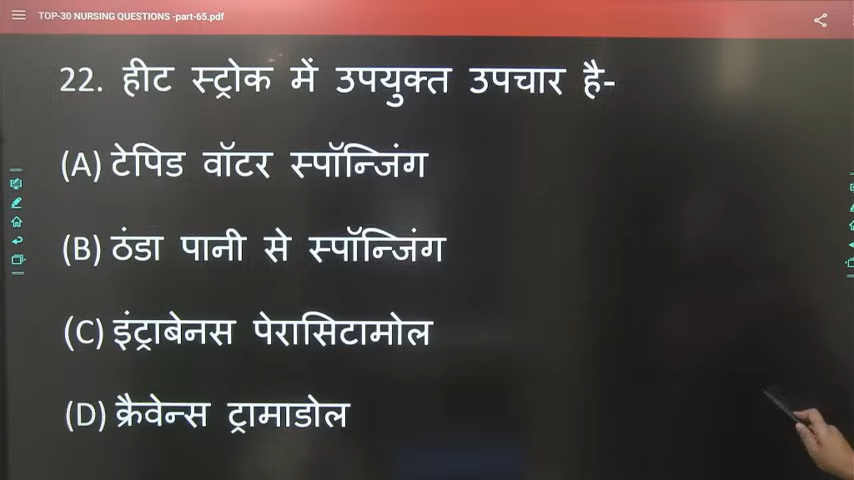 TOP-30 NURSING QUESTIONS -part-65.pdf
22. हीट स्ट्रोक में उपयुक्त उपचार है-
(A) टेपिड वॉटर स्पॉन्जिंग
(B) ठंडा पानी से स्पॉन्जिंग
(C) इंट्राबेनस पेरासिटामोल
(D) क्रैवेन्स ट्रामाडोल